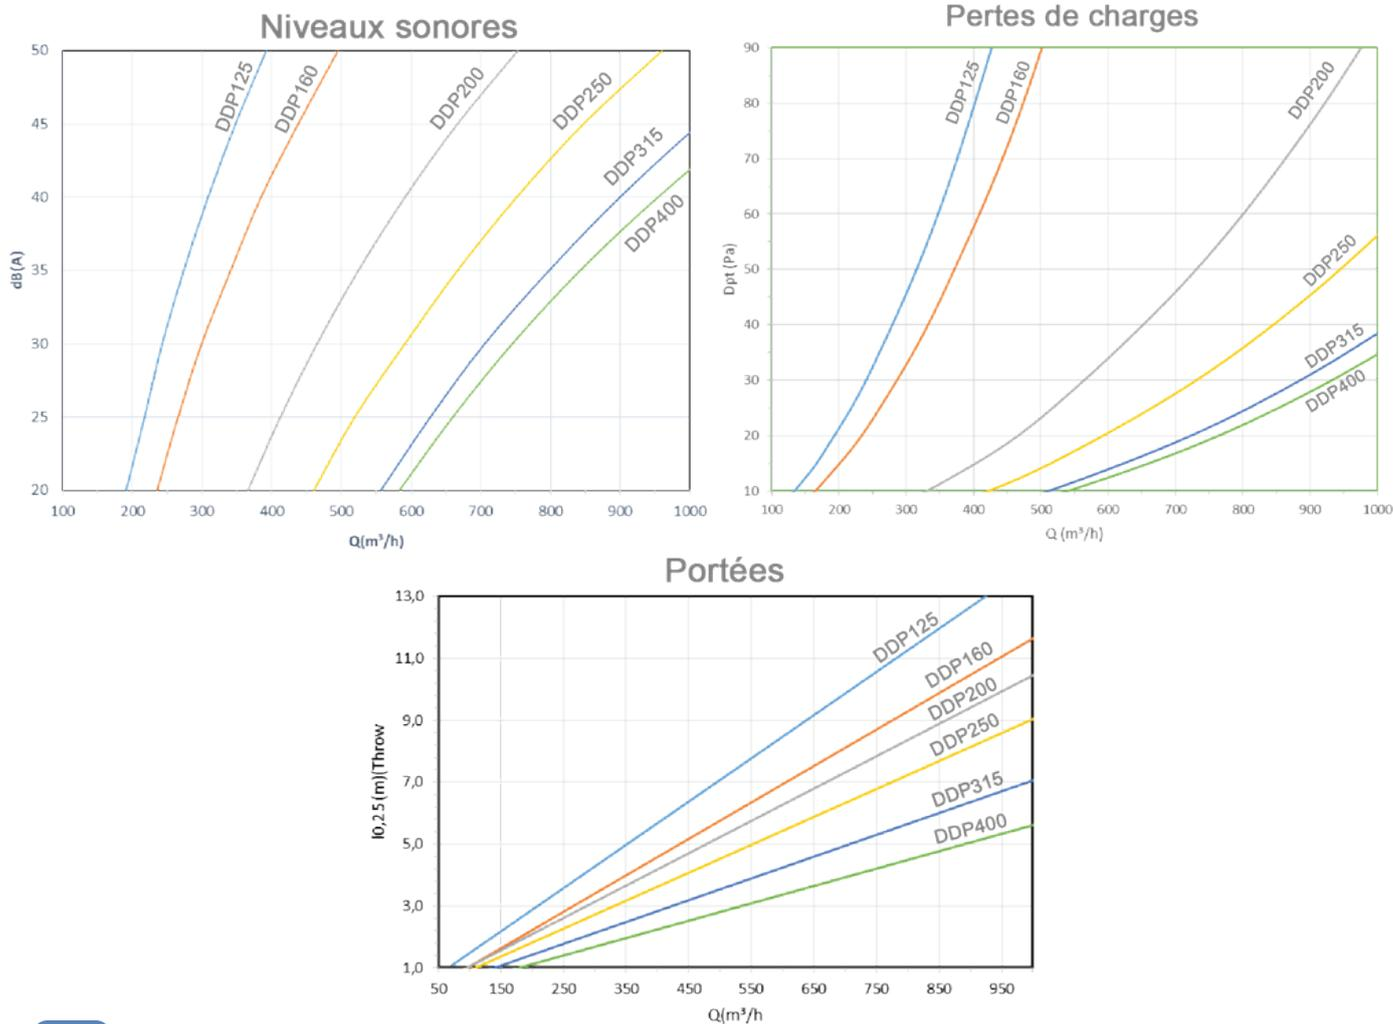 Niveaux sonores
50
45
40
35
30
25
20
dB(A)
DDP125
DDP160
DDP200
DDP250
DDP315
DDP400
100 200 300 400 500 600 700 800 900 1000
Q(m³/h)
Pertes de charges
90
80
70
60
50
40
30
20
10
Dpt (Pa)
DDP125
DDP160
DDP200
DDP250
DDP315
DDP400
100 200 300 400 500 600 700 800 900 1000
Q (m³/h)
Portées
13,0
11,0
9,0
7,0
5,0
3,0
1,0
l0,25 (m)(Throw
DDP125
DDP160
DDP200
DDP250
DDP315
DDP400
50 150 250 350 450 550 650 750 850 950
Q(m³/h